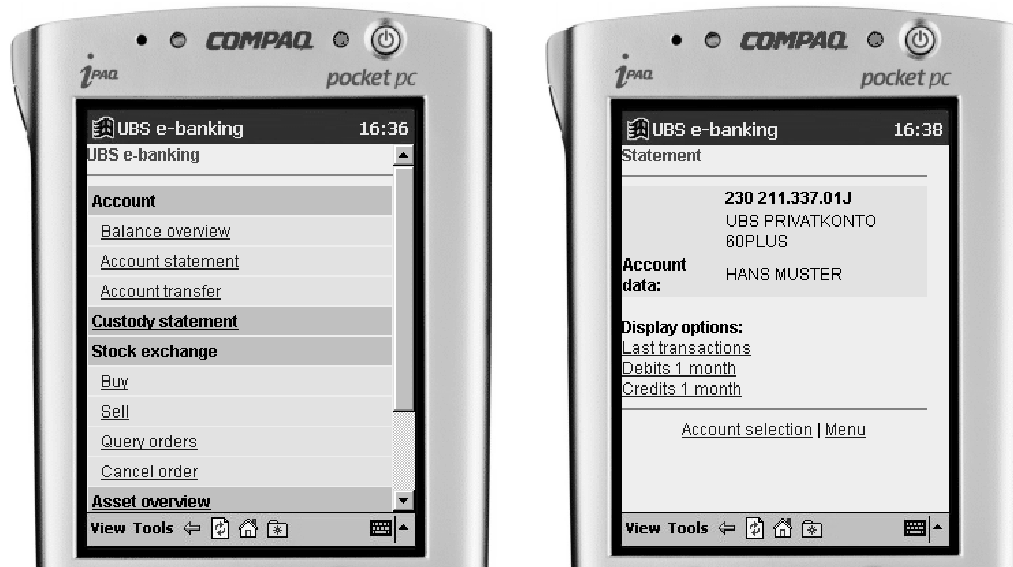 COMPAQ
iPAQ
pocket pc
UBS e-banking 16:36
UBS e-banking
Account
Balance overview
Account statement
Account transfer
Custody statement
Stock exchange
Buy
Sell
Query orders
Cancel order
Asset overview
View Tools
COMPAQ
iPAQ
pocket pc
UBS e-banking 16:38
Statement
230 211.337.01J
UBS PRIVATKONTO
60PLUS
Account
data:
HANS MUSTER
Display options:
Last transactions
Debits 1 month
Credits 1 month
Account selection | Menu
View Tools